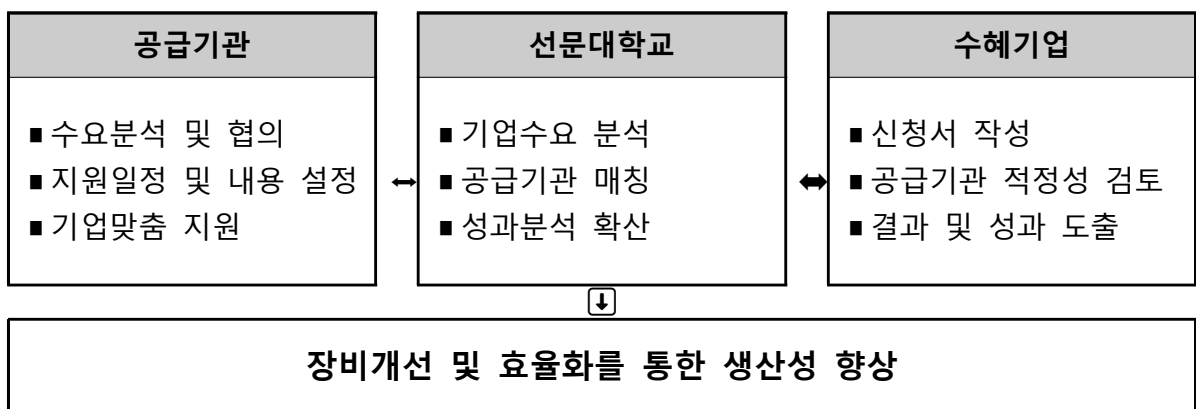 공급기관
■ 수요분석 및 협의
■ 지원일정 및 내용 설정
■ 기업맞춤 지원
↔
선문대학교
■ 기업수요 분석
■ 공급기관 매칭
■ 성과분석 확산
⬌
수혜기업
■ 신청서 작성
■ 공급기관 적정성 검토
■ 결과 및 성과 도출
장비개선 및 효율화를 통한 생산성 향상